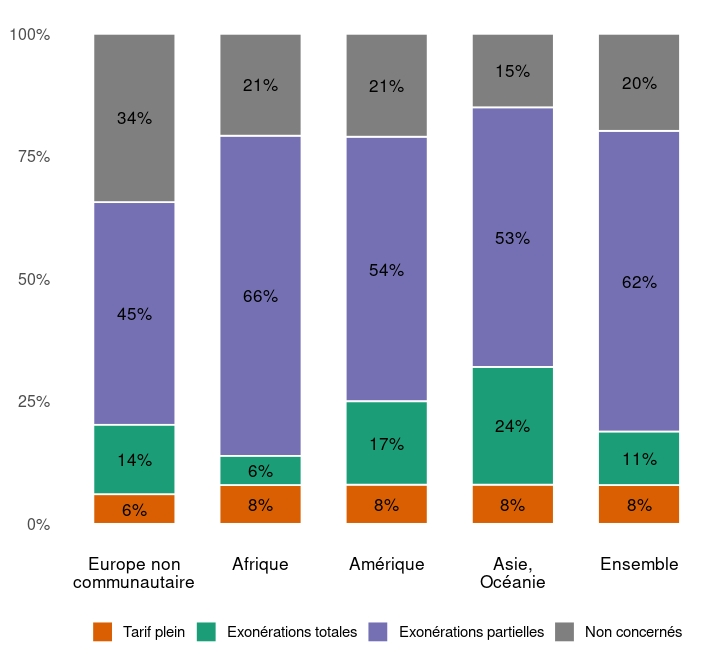 100%
75%
50%
25%
0%
34%
45%
14%
6%
21%
66%
6%
8%
21%
54%
17%
8%
15%
53%
24%
8%
20%
62%
11%
8%
Europe non
communautaire
Afrique
Amérique
Asie,
Océanie
Ensemble
Tarif plein
Exonérations totales
Exonérations partielles
Non concernés